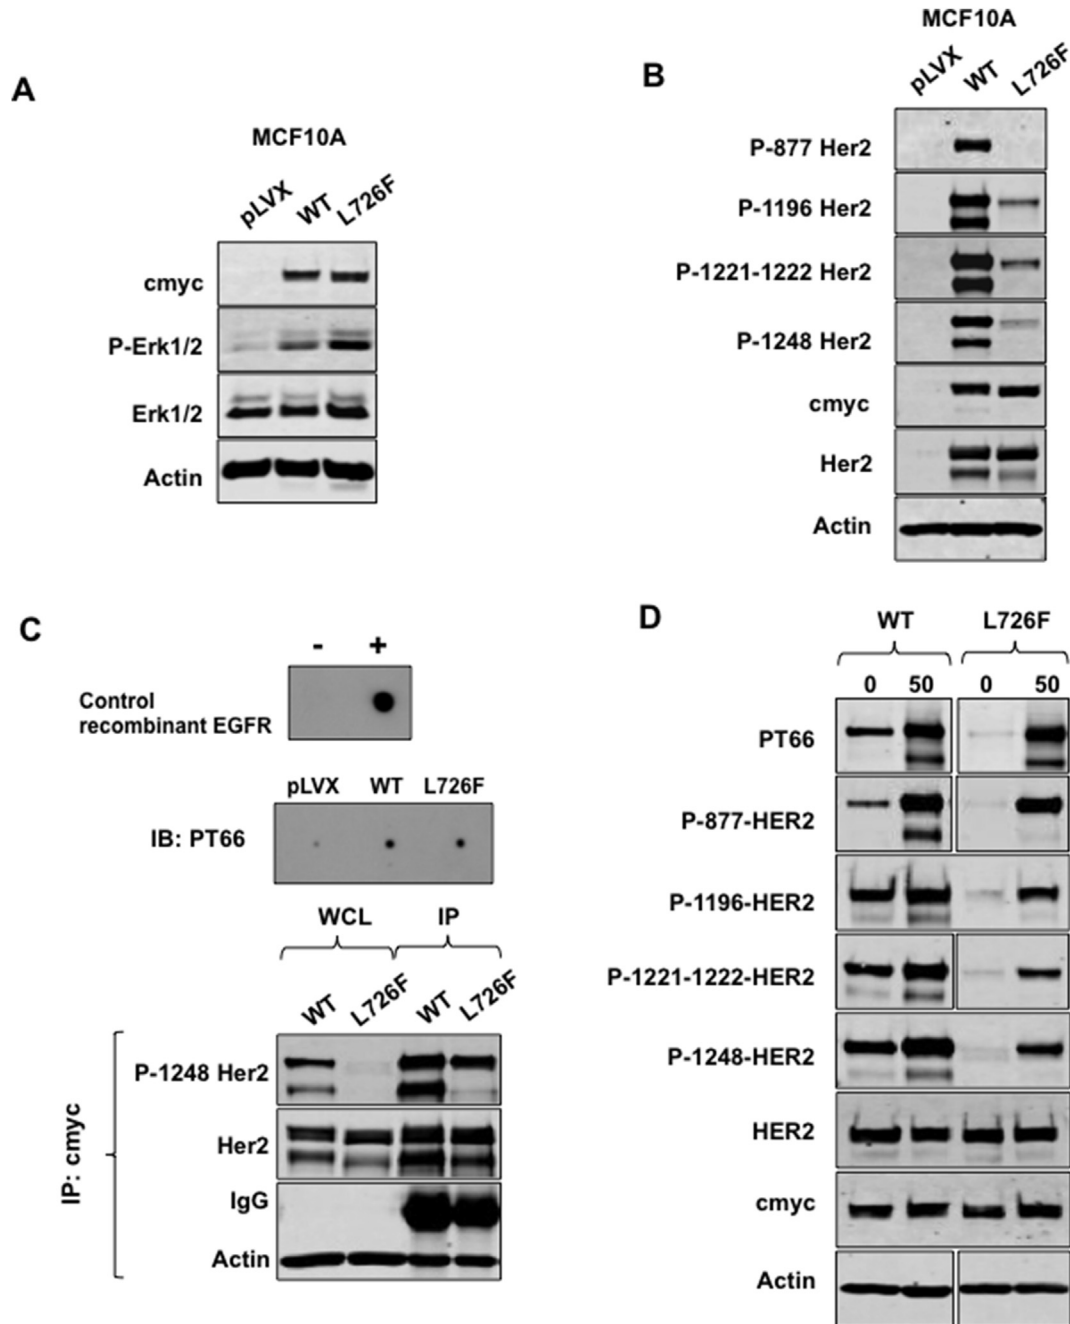 A
MCF10A
pLVX WT L726F
cmyc
P-Erk1/2
Erk1/2
Actin
B
MCF10A
pLVX WT L726F
P-877 Her2
P-1196 Her2
P-1221-1222 Her2
P-1248 Her2
cmyc
Her2
Actin
C
- +
Control
recombinant EGFR
pLVX WT L726F
IB: PT66
WCL IP
WT L726F WT L726F
IP: cmyc
P-1248 Her2
Her2
IgG
Actin
D
WT L726F
0 50 0 50
PT66
P-877-HER2
P-1196-HER2
P-1221-1222-HER2
P-1248-HER2
HER2
cmyc
Actin